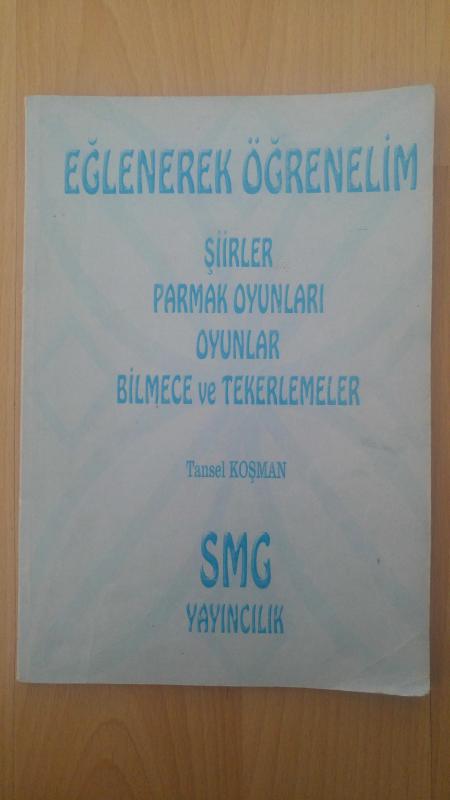 EĞLENEREK ÖĞRENELİM
ŞİİRLER
PARMAK OYUNLARI
OYUNLAR
BİLMECE ve TEKERLEMELER
Tansel KOŞMAN
SMG
YAYINCILIK